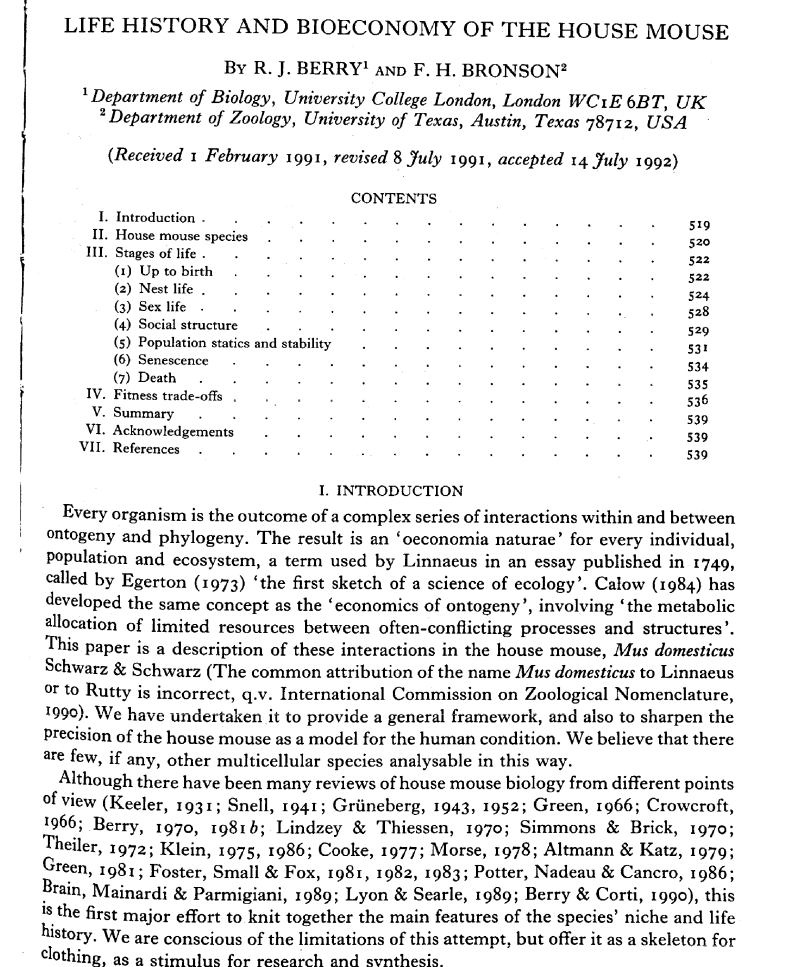 LIFE HISTORY AND BIOECONOMY OF THE HOUSE MOUSE
BY R. J. BERRY¹ AND F. H. BRONSON²
¹ Department of Biology, University College London, London WC1E 6BT, UK
² Department of Zoology, University of Texas, Austin, Texas 78712, USA
(Received 1 February 1991, revised 8 July 1991, accepted 14 July 1992)
CONTENTS
I. Introduction . . . . . . . . . . . . . . . 519
II. House mouse species . . . . . . . . . . . . . 520
III. Stages of life . . . . . . . . . . . . . . . 522
(1) Up to birth . . . . . . . . . . . . . . 522
(2) Nest life . . . . . . . . . . . . . . . 524
(3) Sex life . . . . . . . . . . . . . . . 528
(4) Social structure . . . . . . . . . . . . . 529
(5) Population statics and stability . . . . . . . . . . 531
(6) Senescence . . . . . . . . . . . . . . 534
(7) Death . . . . . . . . . . . . . . . 535
IV. Fitness trade-offs . . . . . . . . . . . . . . 536
V. Summary . . . . . . . . . . . . . . . 539
VI. Acknowledgements . . . . . . . . . . . . . 539
VII. References . . . . . . . . . . . . . . . 539
I. INTRODUCTION
Every organism is the outcome of a complex series of interactions within and between
ontogeny and phylogeny. The result is an ‘oeconomia naturae’ for every individual,
population and ecosystem, a term used by Linnaeus in an essay published in 1749,
called by Egerton (1973) ‘the first sketch of a science of ecology’. Calow (1984) has
developed the same concept as the ‘economics of ontogeny’, involving ‘the metabolic
allocation of limited resources between often-conflicting processes and structures’.
This paper is a description of these interactions in the house mouse, Mus domesticus
Schwarz & Schwarz (The common attribution of the name Mus domesticus to Linnaeus
or to Rutty is incorrect, q.v. International Commission on Zoological Nomenclature,
1990). We have undertaken it to provide a general framework, and also to sharpen the
precision of the house mouse as a model for the human condition. We believe that there
are few, if any, other multicellular species analysable in this way.
Although there have been many reviews of house mouse biology from different points
of view (Keeler, 1931; Snell, 1941; Grüneberg, 1943, 1952; Green, 1966; Crowcroft,
1966; Berry, 1970, 1981b; Lindzey & Thiessen, 1970; Simmons & Brick, 1970;
Theiler, 1972; Klein, 1975, 1986; Cooke, 1977; Morse, 1978; Altmann & Katz, 1979;
Green, 1981; Foster, Small & Fox, 1981, 1982, 1983; Potter, Nadeau & Cancro, 1986;
Brain, Mainardi & Parmigiani, 1989; Lyon & Searle, 1989; Berry & Corti, 1990), this
is the first major effort to knit together the main features of the species’ niche and life
history. We are conscious of the limitations of this attempt, but offer it as a skeleton for
clothing, as a stimulus for research and synthesis.